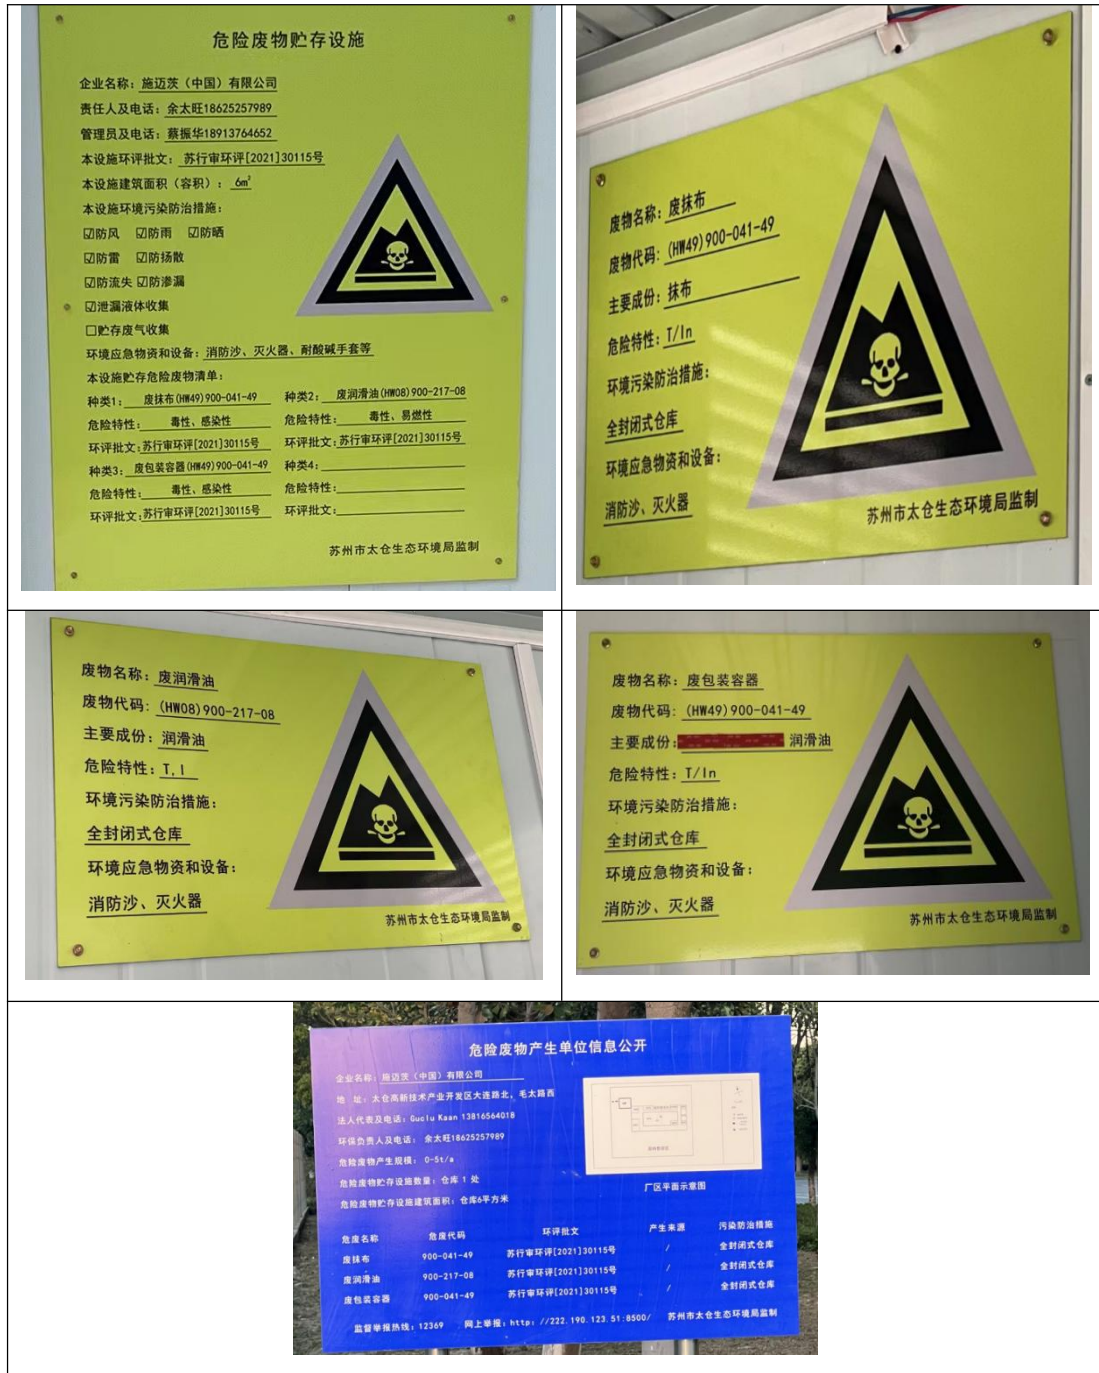 危险废物贮存设施
企业名称：施迈茨（中国）有限公司
责任人及电话：余太旺18625257989
管理员及电话：蔡振华18913764652
本设施环评批文：苏行审环评[2021]30115号
本设施建筑面积（容积）：6m²
本设施环境污染防治措施：
☑防风 ☑防雨 ☑防晒
☑防雷 ☑防扬散
☑防流失 ☑防渗漏
☑泄漏液体收集
☐贮存废气收集
环境应急物资和设备：消防沙、灭火器、耐酸碱手套等
本设施贮存危险废物清单：
种类1：废抹布(HW49)900-041-49 种类2：废润滑油(HW08)900-217-08
危险特性：毒性、感染性 危险特性：毒性、易燃性
环评批文：苏行审环评[2021]30115号 环评批文：苏行审环评[2021]30115号
种类3：废包装容器(HW49)900-041-49 种类4：
危险特性：毒性、感染性 危险特性：
环评批文：苏行审环评[2021]30115号 环评批文：
苏州市太仓生态环境局监制
废物名称：废抹布
废物代码：(HW49)900-041-49
主要成份：抹布
危险特性：T/In
环境污染防治措施：
全封闭式仓库
环境应急物资和设备：
消防沙、灭火器
苏州市太仓生态环境局监制
废物名称：废润滑油
废物代码：(HW08)900-217-08
主要成份：润滑油
危险特性：T,I
环境污染防治措施：
全封闭式仓库
环境应急物资和设备：
消防沙、灭火器
苏州市太仓生态环境局监制
废物名称：废包装容器
废物代码：(HW49)900-041-49
主要成份：润滑油
危险特性：T/In
环境污染防治措施：
全封闭式仓库
环境应急物资和设备：
消防沙、灭火器
苏州市太仓生态环境局监制
危险废物产生单位信息公开
企业名称：施迈茨（中国）有限公司
地 址：太仓高新技术产业开发区大连路北，毛太路西
法人代表及电话：Guclu Kaan 13816564018
环保负责人及电话：余太旺18625257989
危险废物产生规模：0-5t/a
危险废物贮存设施数量：仓库 1 处
危险废物贮存设施建筑面积：仓库6平方米
厂区平面示意图
危废名称 危废代码 环评批文 产生来源 污染防治措施
废抹布 900-041-49 苏行审环评[2021]30115号 / 全封闭式仓库
废润滑油 900-217-08 苏行审环评[2021]30115号 / 全封闭式仓库
废包装容器 900-041-49 苏行审环评[2021]30115号 / 全封闭式仓库
监督举报热线：12369 网上举报：http：//222.190.123.51:8500/ 苏州市太仓生态环境局监制